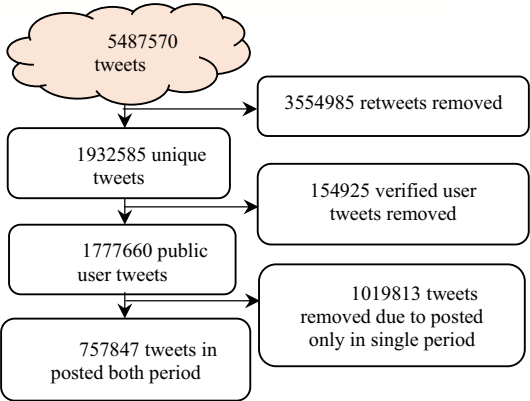 5487570
tweets
3554985 retweets removed
1932585 unique
tweets
154925 verified user
tweets removed
1777660 public
user tweets
1019813 tweets
removed due to posted
only in single period
757847 tweets in
posted both period